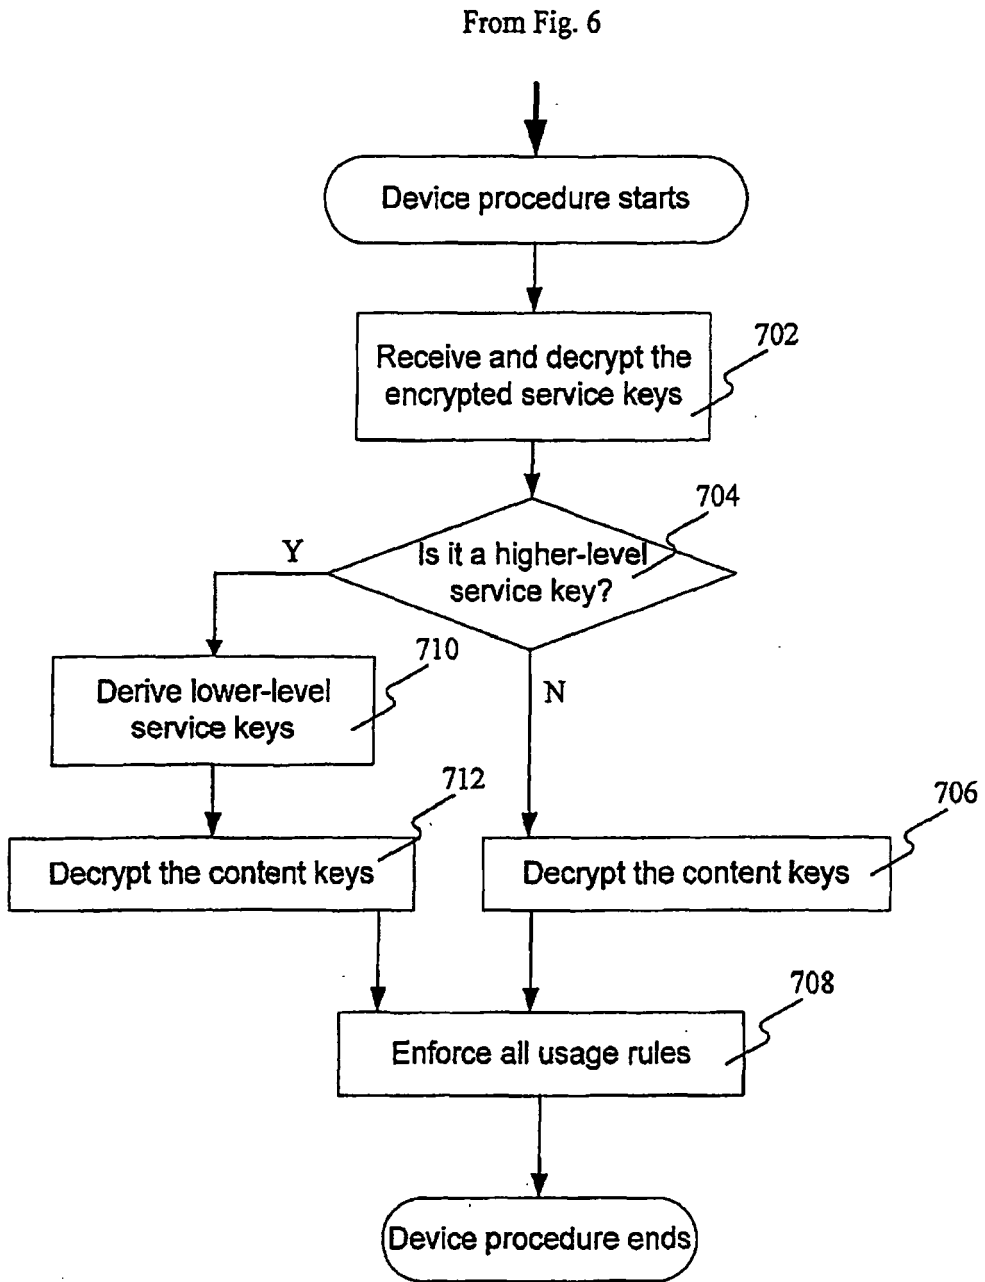 From Fig. 6
Device procedure starts
702
Receive and decrypt the
encrypted service keys
704
Y
Is it a higher-level
service key?
710
N
Derive lower-level
service keys
712
706
Decrypt the content keys
Decrypt the content keys
708
Enforce all usage rules
Device procedure ends